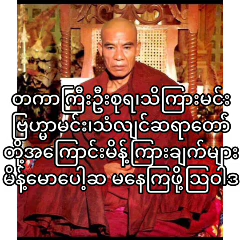 တကာကြီးဦးစုရ၊သိကြားမင်း
ဗြဟ္မာမင်း၊သံလျင်ဆရာတော်
တို့အကြောင်းမိန့်ကြားချက်များ
မိန့်မောပေါ့ဆ မနေကြဖို့ဩဝါဒ